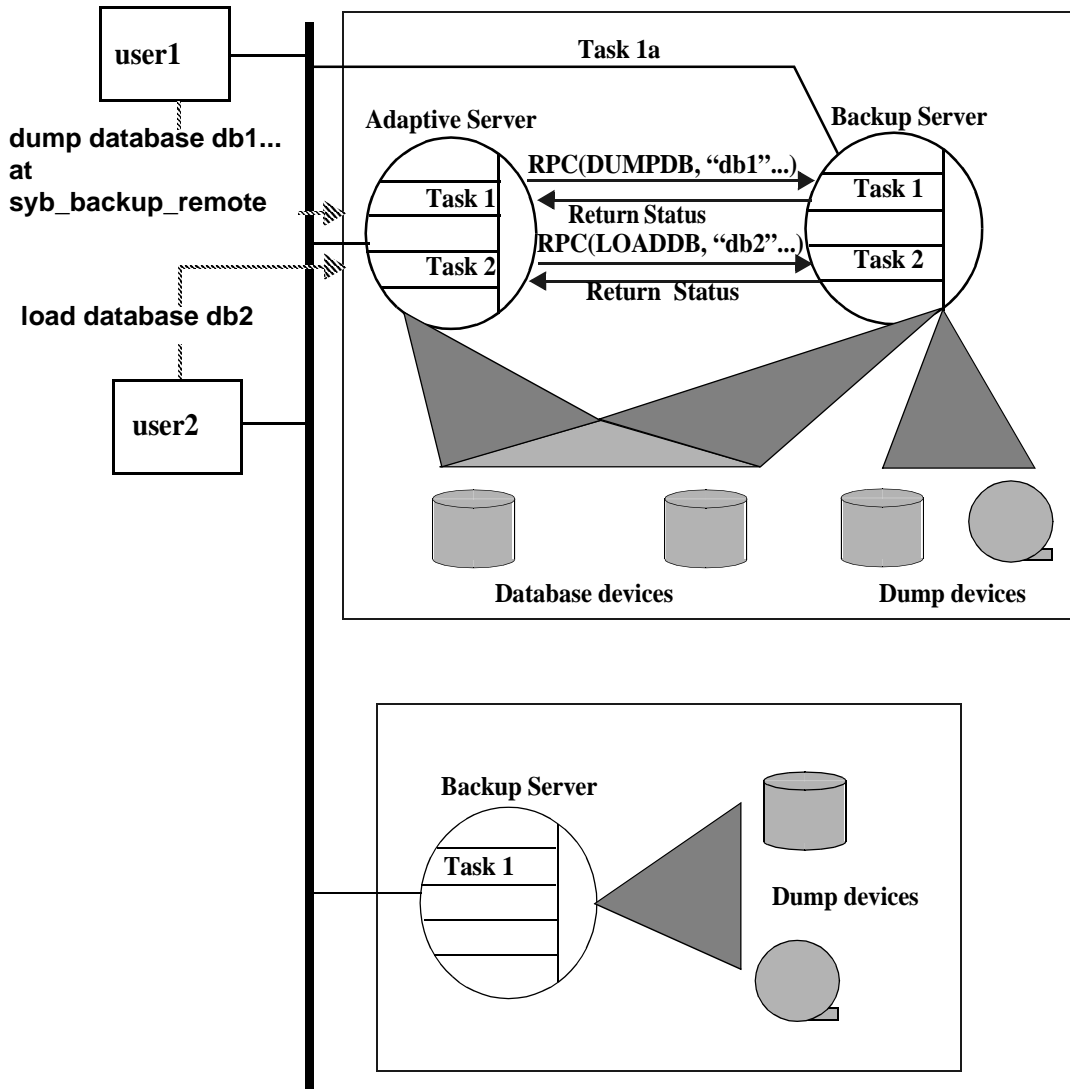 user1
dump database db1...
at
syb_backup_remote
load database db2
user2
Task 1a
Adaptive Server
Backup Server
RPC(DUMPDB, “db1”...)
Task 1
Return Status
Task 1
RPC(LOADDB, “db2”...)
Task 2
Return Status
Task 2
Database devices
Dump devices
Backup Server
Task 1
Dump devices